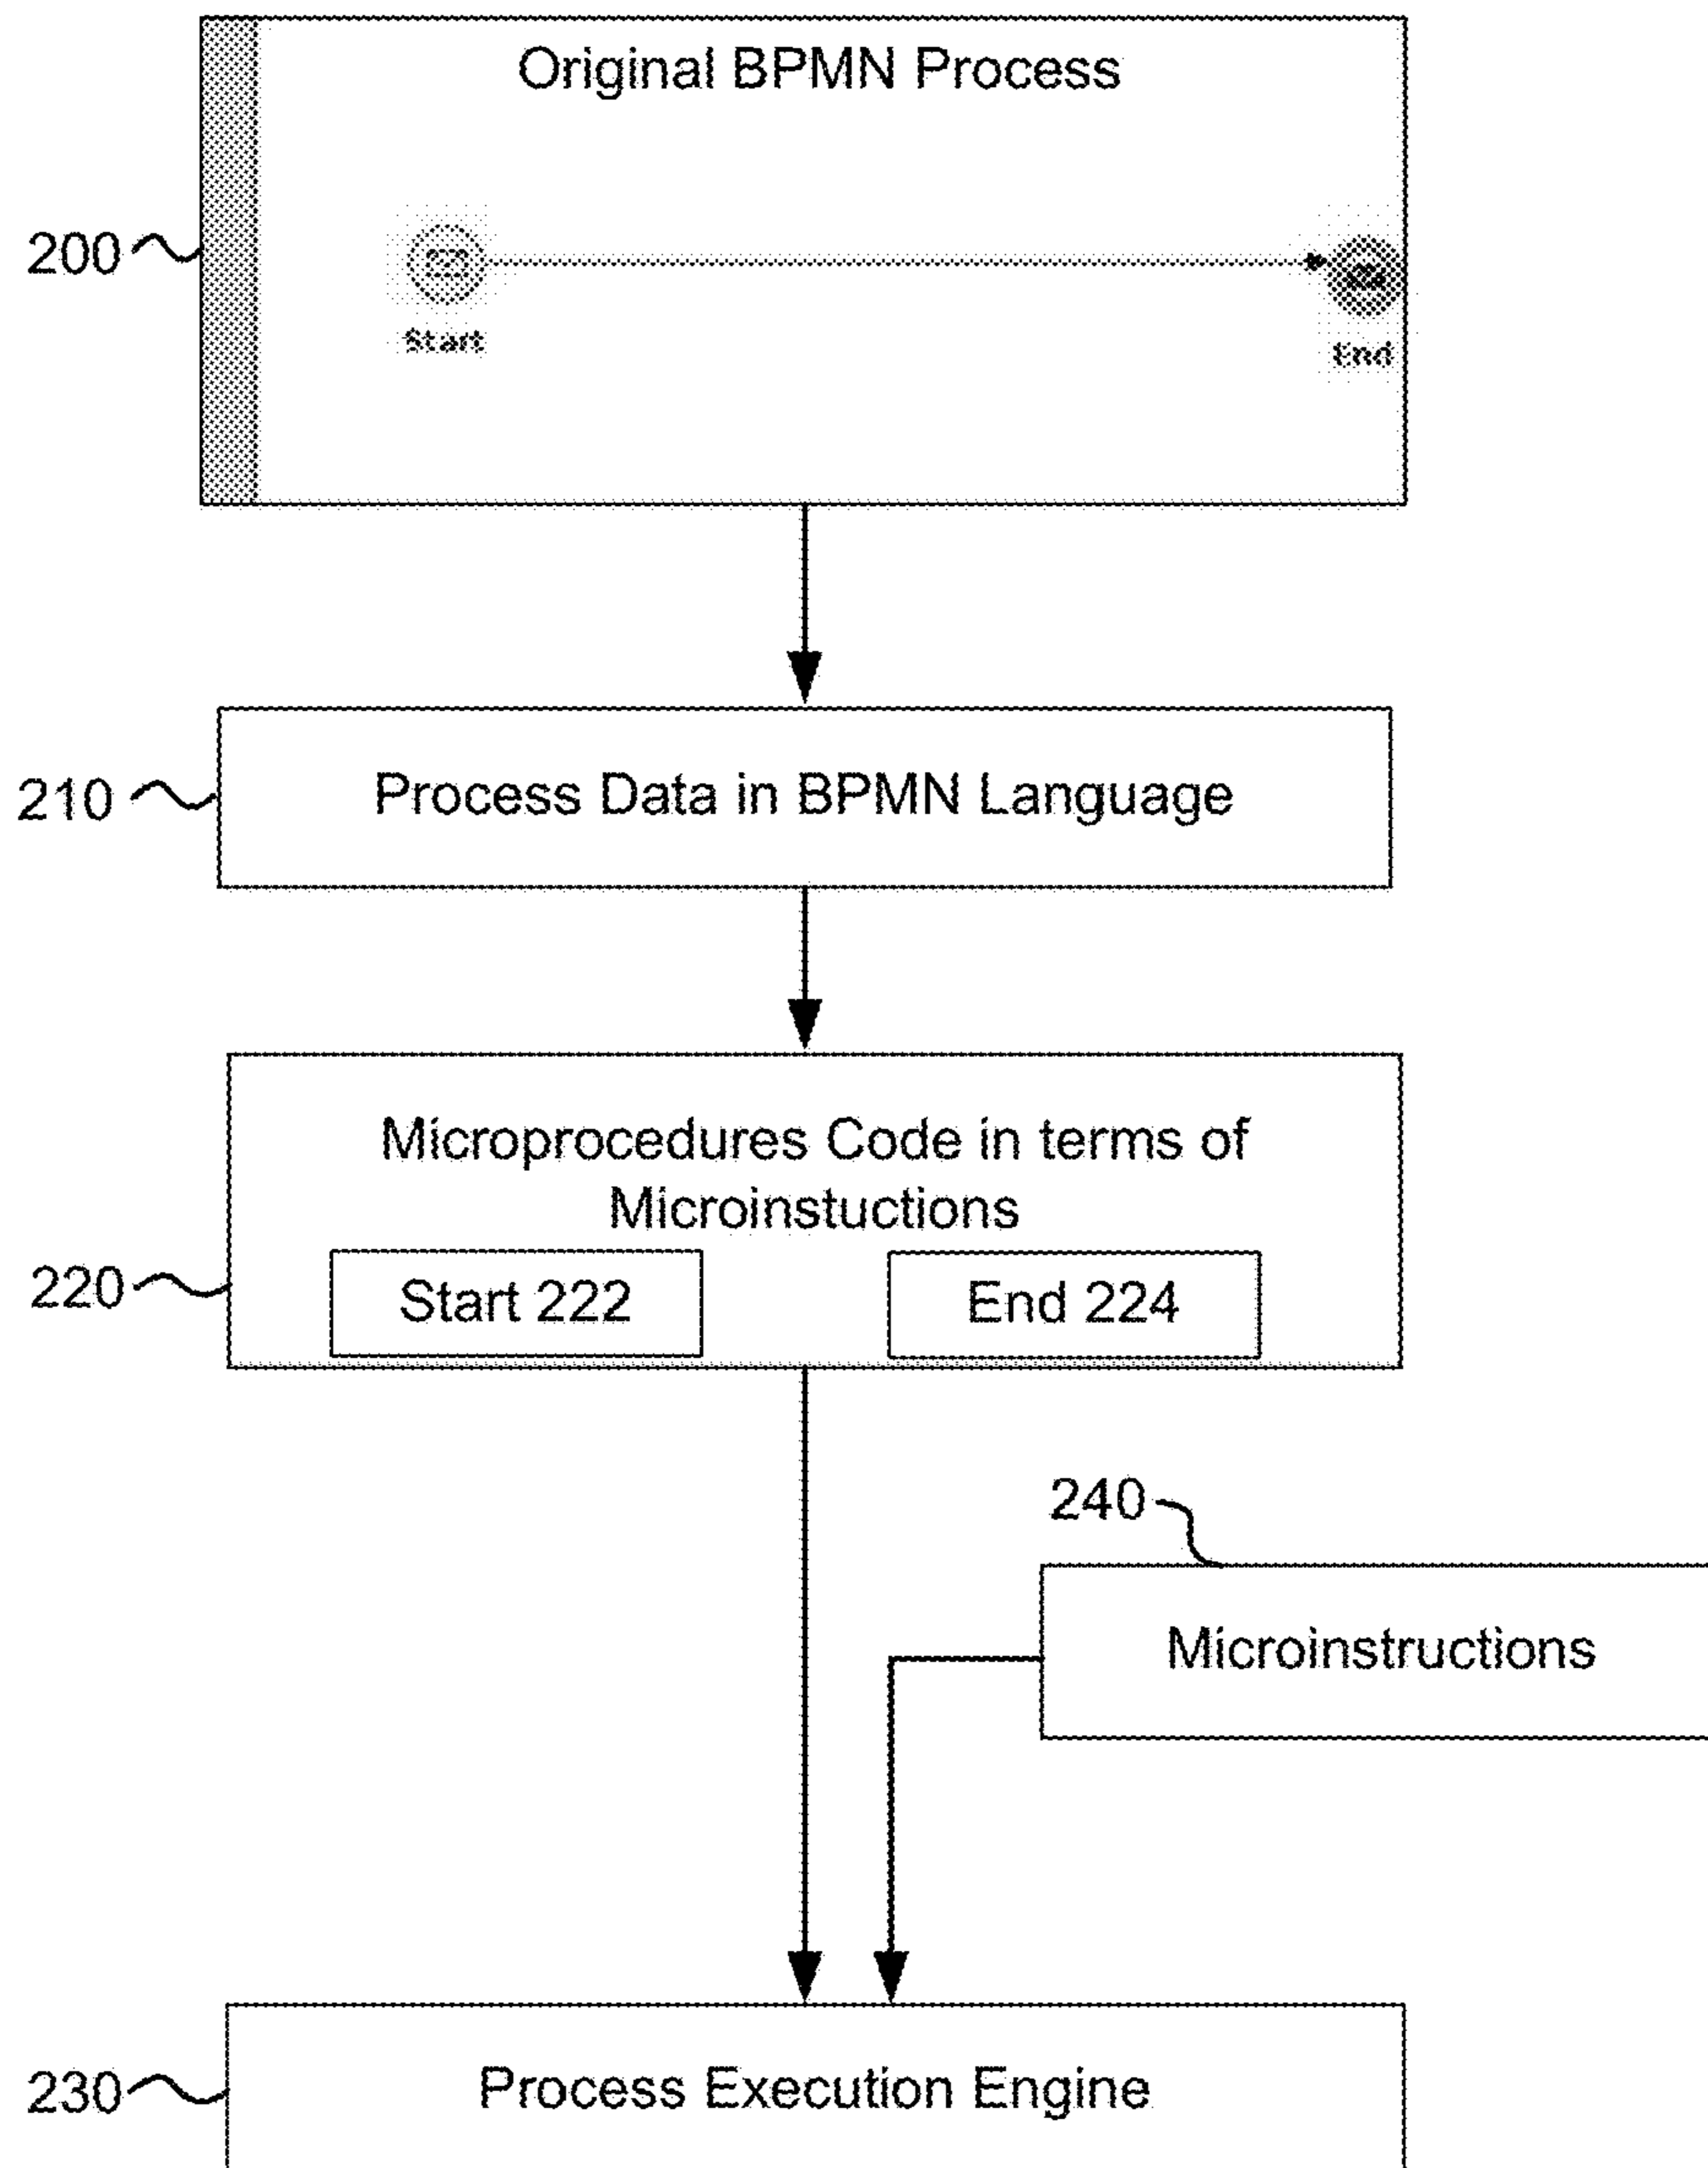 Original BPMN Process
200
Start
End
210
Process Data in BPMN Language
Microprocedures Code in terms of
Microinstuctions
220
Start 222
End 224
240
Microinstructions
230
Process Execution Engine